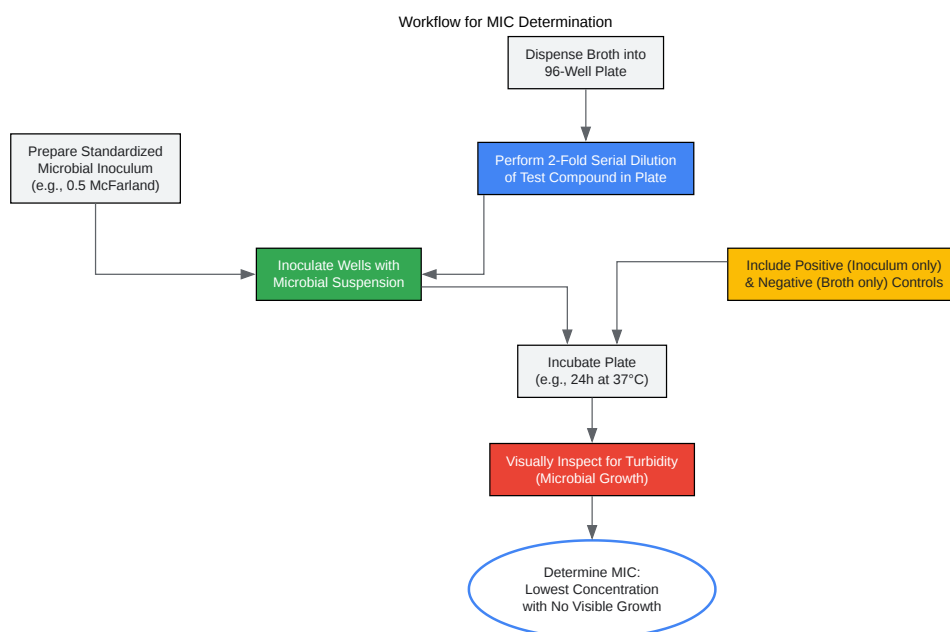 Workflow for MIC Determination
Dispense Broth into
96-Well Plate
Prepare Standardized
Microbial Inoculum
(e.g., 0.5 McFarland)
Perform 2-Fold Serial Dilution
of Test Compound in Plate
Inoculate Wells with
Microbial Suspension
Include Positive (Inoculum only)
& Negative (Broth only) Controls
Incubate Plate
(e.g., 24h at 37°C)
Visually Inspect for Turbidity
(Microbial Growth)
Determine MIC:
Lowest Concentration
with No Visible Growth